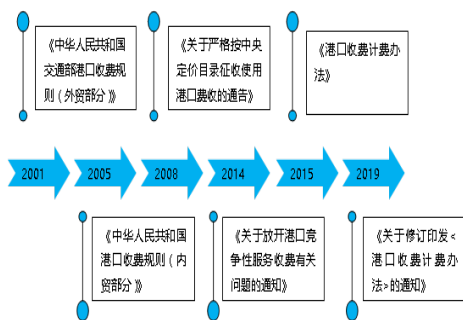 《中华人民共和国
交通部港口收费规
则（外贸部分）》
《关于严格按中央
定价目录征收使用
港口费收的通告》
《港口收费计费办
法》
2001
2005
2008
2014
2015
2019
《中华人民共和国
港口收费规则（内
贸部分）》
《关于放开港口竞
争性服务收费有关
问题的通知》
《关于修订印发<
港口收费计费办
法>的通知》